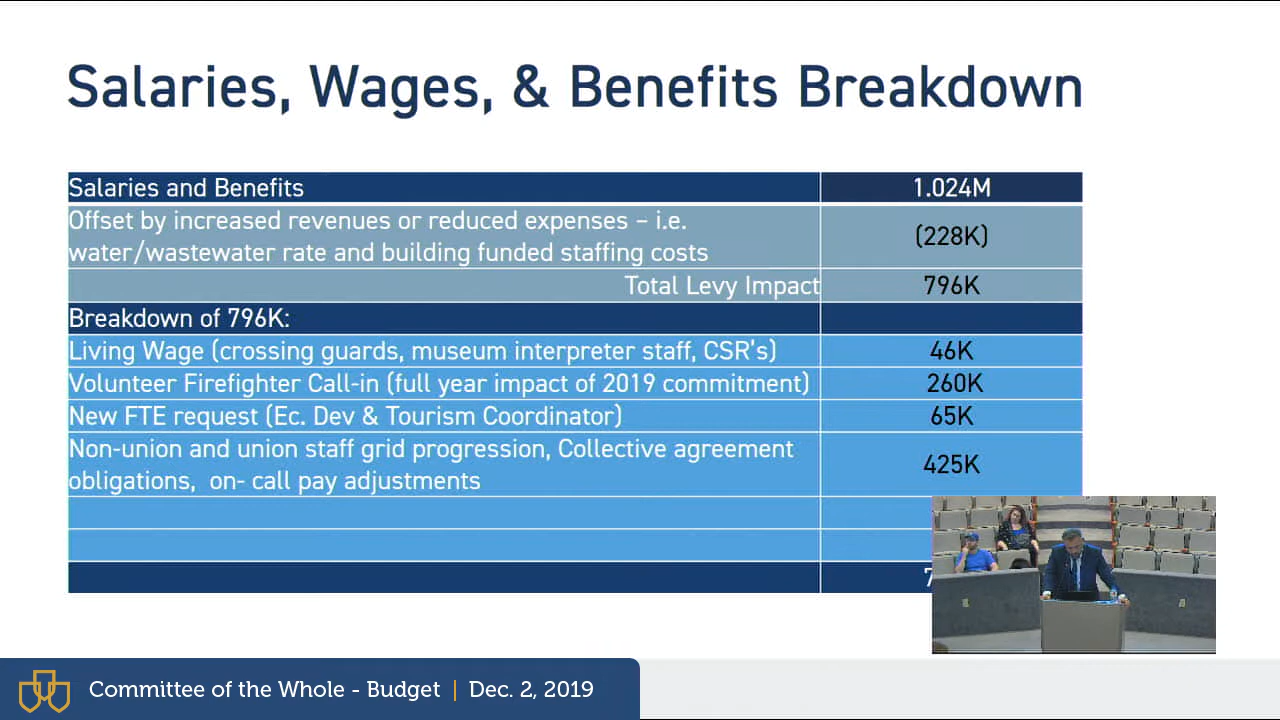 Salaries, Wages, & Benefits Breakdown
Salaries and Benefits 1.024M
Offset by increased revenues or reduced expenses – i.e.
water/wastewater rate and building funded staffing costs (228K)
Total Levy Impact 796K
Breakdown of 796K:
Living Wage (crossing guards, museum interpreter staff, CSR's) 46K
Volunteer Firefighter Call-in (full year impact of 2019 commitment) 260K
New FTE request (Ec. Dev & Tourism Coordinator) 65K
Non-union and union staff grid progression, Collective agreement
obligations, on- call pay adjustments 425K
Committee of the Whole - Budget | Dec. 2, 2019